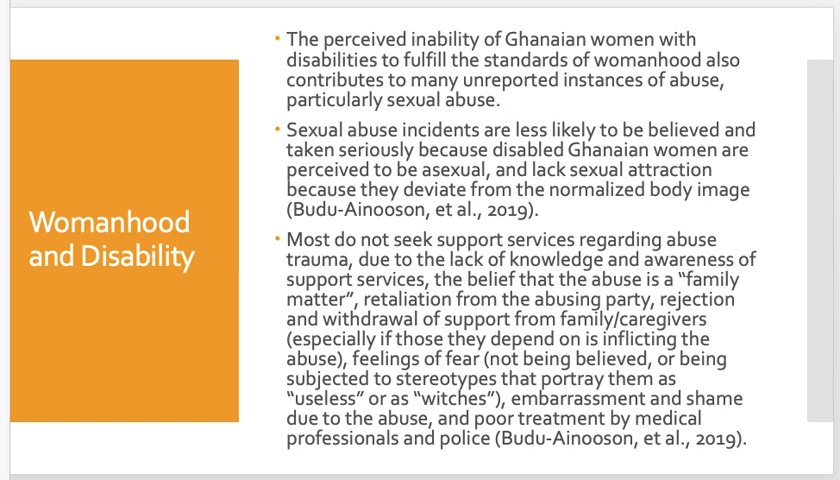 Womanhood
and Disability
• The perceived inability of Ghanaian women with
disabilities to fulfill the standards of womanhood also
contributes to many unreported instances of abuse,
particularly sexual abuse.
• Sexual abuse incidents are less likely to be believed and
taken seriously because disabled Ghanaian women are
perceived to be asexual, and lack sexual attraction
because they deviate from the normalized body image
(Budu-Ainooson, et al., 2019).
• Most do not seek support services regarding abuse
trauma, due to the lack of knowledge and awareness of
support services, the belief that the abuse is a “family
matter”, retaliation from the abusing party, rejection
and withdrawal of support from family/caregivers
(especially if those they depend on is inflicting the
abuse), feelings of fear (not being believed, or being
subjected to stereotypes that portray them as
“useless” or as “witches”), embarrassment and shame
due to the abuse, and poor treatment by medical
professionals and police (Budu-Ainooson, et al., 2019).